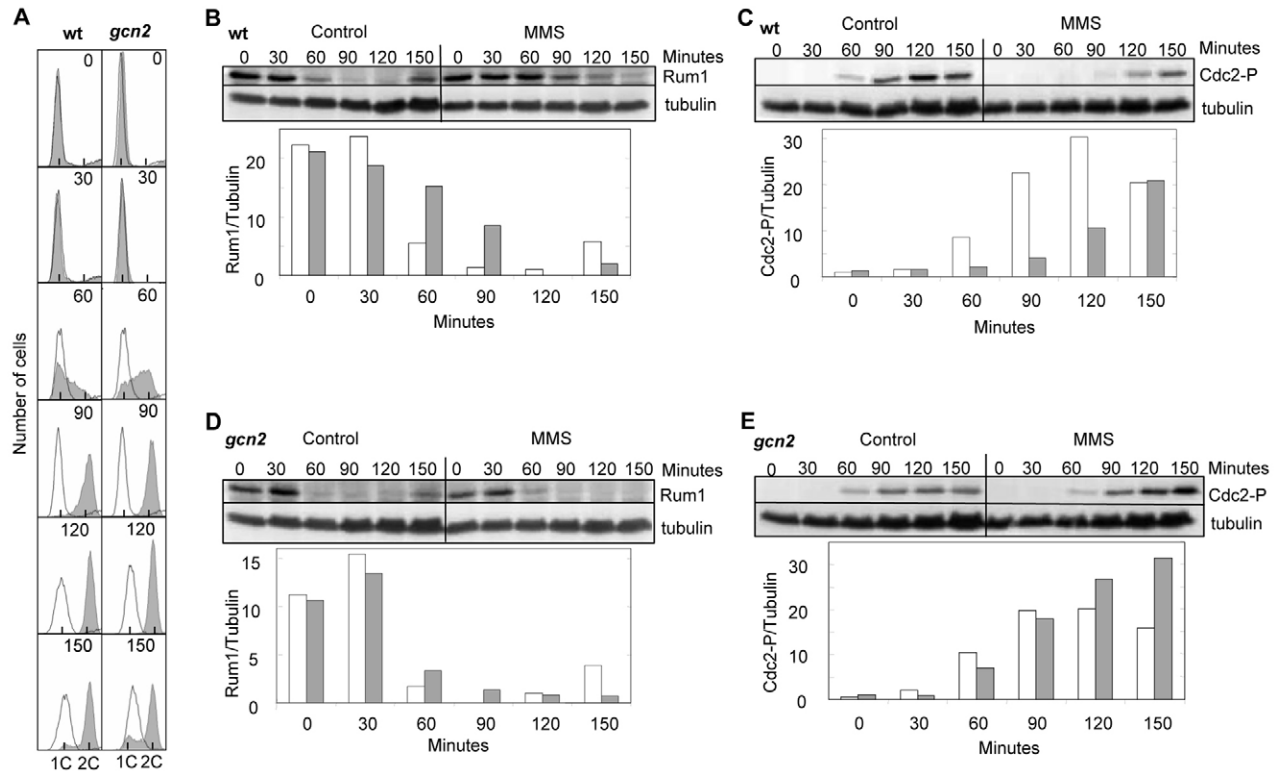 A
wt gcn2
0 0
30 30
60 60
90 90
120 120
150 150
Number of cells
1C 2C 1C 2C
B
wt Control MMS
0 30 60 90 120 150 0 30 60 90 120 150 Minutes
Rum1
tubulin
Rum1/Tubulin
20
10
0
0 30 60 90 120 150
Minutes
C
wt Control MMS
0 30 60 90 120 150 0 30 60 90 120 150 Minutes
Cdc2-P
tubulin
Cdc2-P/Tubulin
30
20
10
0
0 30 60 90 120 150
Minutes
D
gcn2 Control MMS
0 30 60 90 120 150 0 30 60 90 120 150 Minutes
Rum1
tubulin
Rum1/Tubulin
15
10
5
0
0 30 60 90 120 150
Minutes
E
gcn2 Control MMS
0 30 60 90 120 150 0 30 60 90 120 150 Minutes
Cdc2-P
tubulin
Cdc2-P/Tubulin
30
20
10
0
0 30 60 90 120 150
Minutes